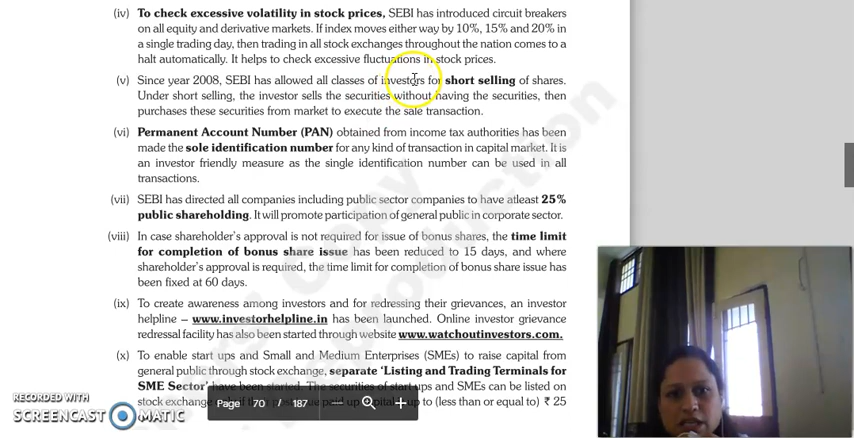 (iv) To check excessive volatility in stock prices, SEBI has introduced circuit breakers
on all equity and derivative markets. If index moves either way by 10%, 15% and 20% in
a single trading day, then trading in all stock exchanges throughout the nation comes to a
halt automatically. It helps to check excessive fluctuations in stock prices.
(v) Since year 2008, SEBI has allowed all classes of investors for short selling of shares.
Under short selling, the investor sells the securities without having the securities, then
purchases these securities from market to execute the sale transaction.
(vi) Permanent Account Number (PAN) obtained from income tax authorities has been
made the sole identification number for any kind of transaction in capital market. It is
an investor friendly measure as the single identification number can be used in all
transactions.
(vii) SEBI has directed all companies including public sector companies to have atleast 25%
public shareholding. It will promote participation of general public in corporate sector.
(viii) In case shareholder's approval is not required for issue of bonus shares, the time limit
for completion of bonus share issue has been reduced to 15 days, and where
shareholder's approval is required, the time limit for completion of bonus share issue has
been fixed at 60 days.
(ix) To create awareness among investors and for redressing their grievances, an investor
helpline – www.investorhelpline.in has been launched. Online investor grievance
redressal facility has also been started through website www.watchoutinvestors.com.
(x) To enable start ups and Small and Medium Enterprises (SMEs) to raise capital from
general public through stock exchange, separate 'Listing and Trading Terminals for
SME Sector' have been started. The securities of start ups and SMEs can be listed on
stock exchange up to (less than or equal to) ₹ 25
Page 70 / 187
RECORDED WITH
SCREENCAST MATIC